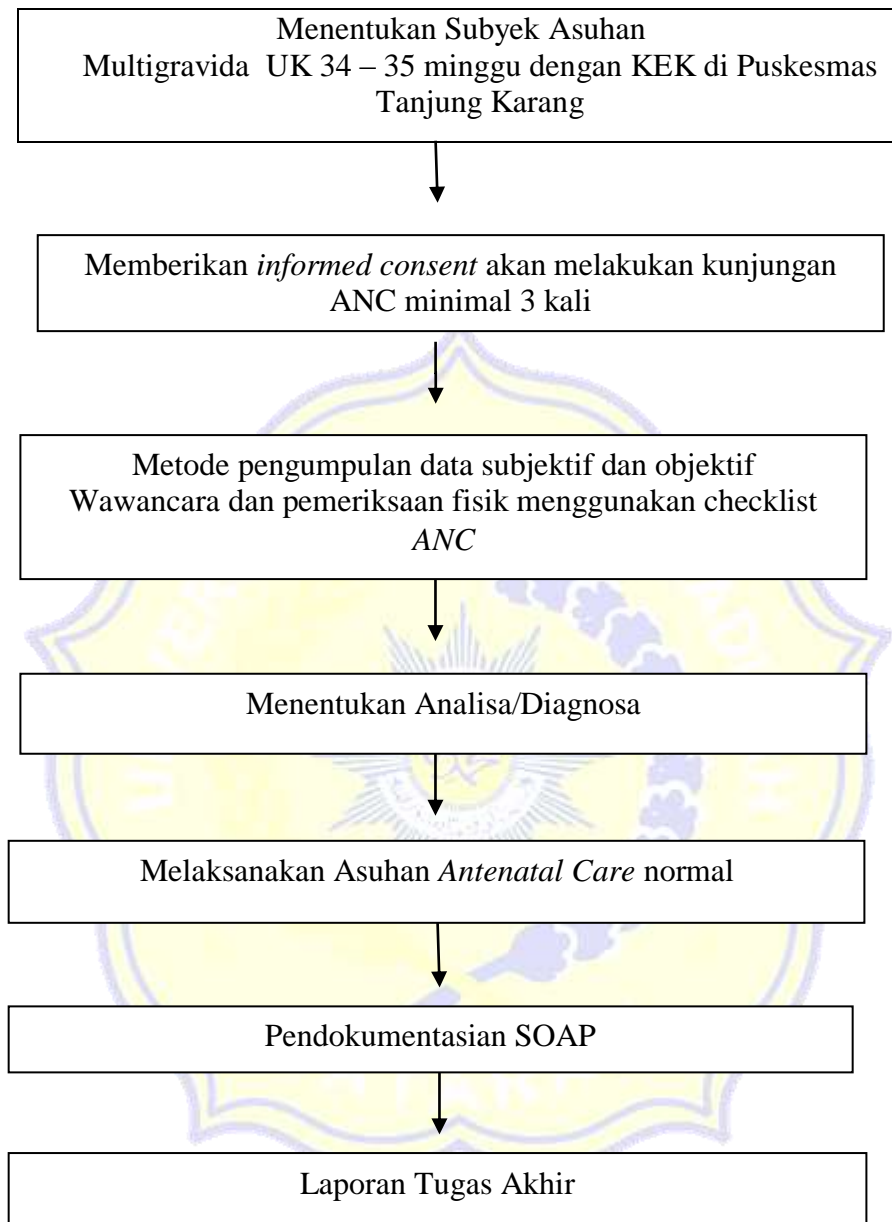 Menentukan Subyek Asuhan
Multigravida UK 34 – 35 minggu dengan KEK di Puskesmas
Tanjung Karang
Memberikan informed consent akan melakukan kunjungan
ANC minimal 3 kali
Metode pengumpulan data subjektif dan objektif
Wawancara dan pemeriksaan fisik menggunakan checklist
ANC
Menentukan Analisa/Diagnosa
Melaksanakan Asuhan Antenatal Care normal
Pendokumentasian SOAP
Laporan Tugas Akhir